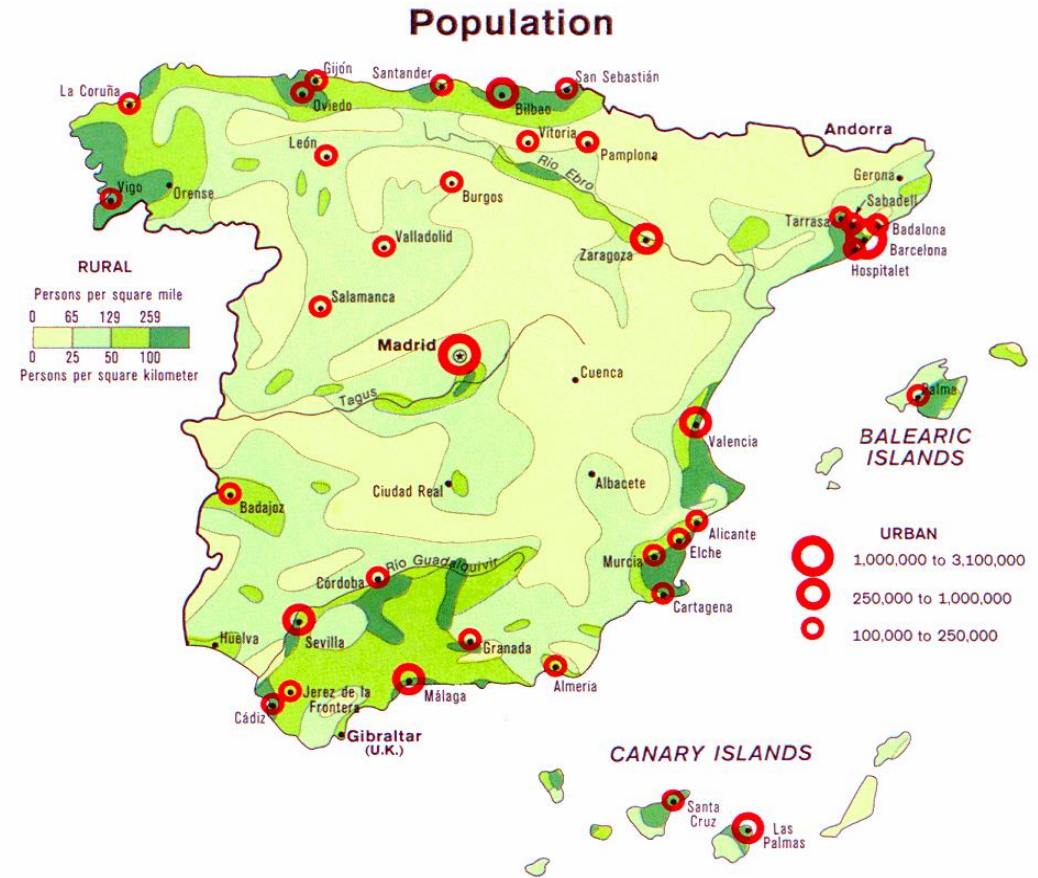 Population
Gijón
Santander
San Sebastián
La Coruña
Oviedo
Bilbao
Andorra
León
Vitoria
Pamplona
Río Ebro
Gerona
Vigo
Orense
Burgos
Sabadell
Tarrasa
Badalona
Valladolid
Zaragoza
Barcelona
Hospitalet
RURAL
Persons per square mile
0 65 129 259
0 25 50 100
Persons per square kilometer
Salamanca
Madrid
Cuenca
Tagus
Palma
BALEARIC
ISLANDS
Valencia
Ciudad Real
Albacete
Badajoz
Alicante
Elche
Murcia
URBAN
1,000,000 to 3,100,000
250,000 to 1,000,000
100,000 to 250,000
Río Guadalquivir
Córdoba
Cartagena
Huelva
Sevilla
Granada
Almería
Jerez de la
Frontera
Málaga
Cádiz
Gibraltar
(U.K.)
CANARY ISLANDS
Santa
Cruz
Las
Palmas